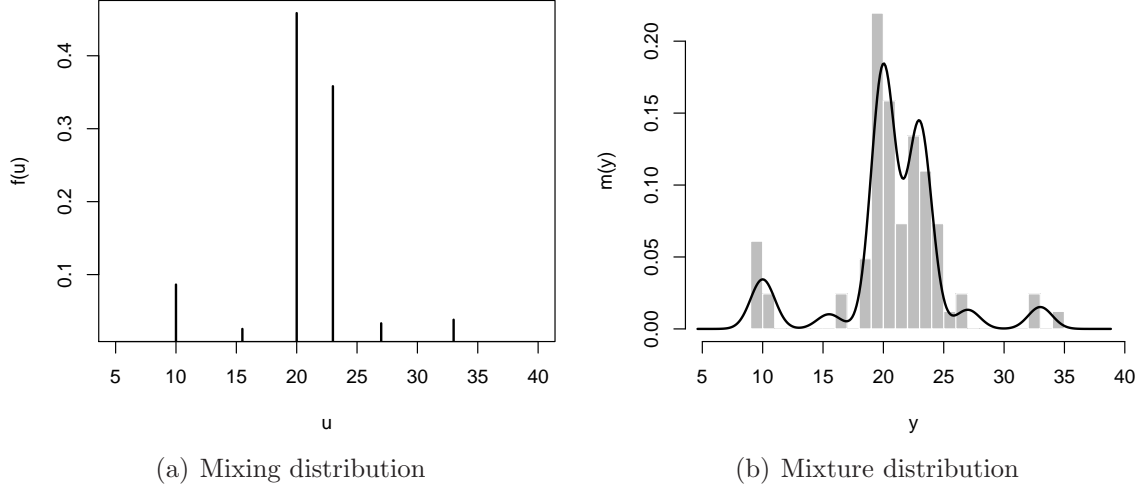 f(u)
0.4
0.3
0.2
0.1
5 10 15 20 25 30 35 40
u
(a) Mixing distribution
m(y)
0.20
0.15
0.10
0.05
0.00
5 10 15 20 25 30 35 40
y
(b) Mixture distribution